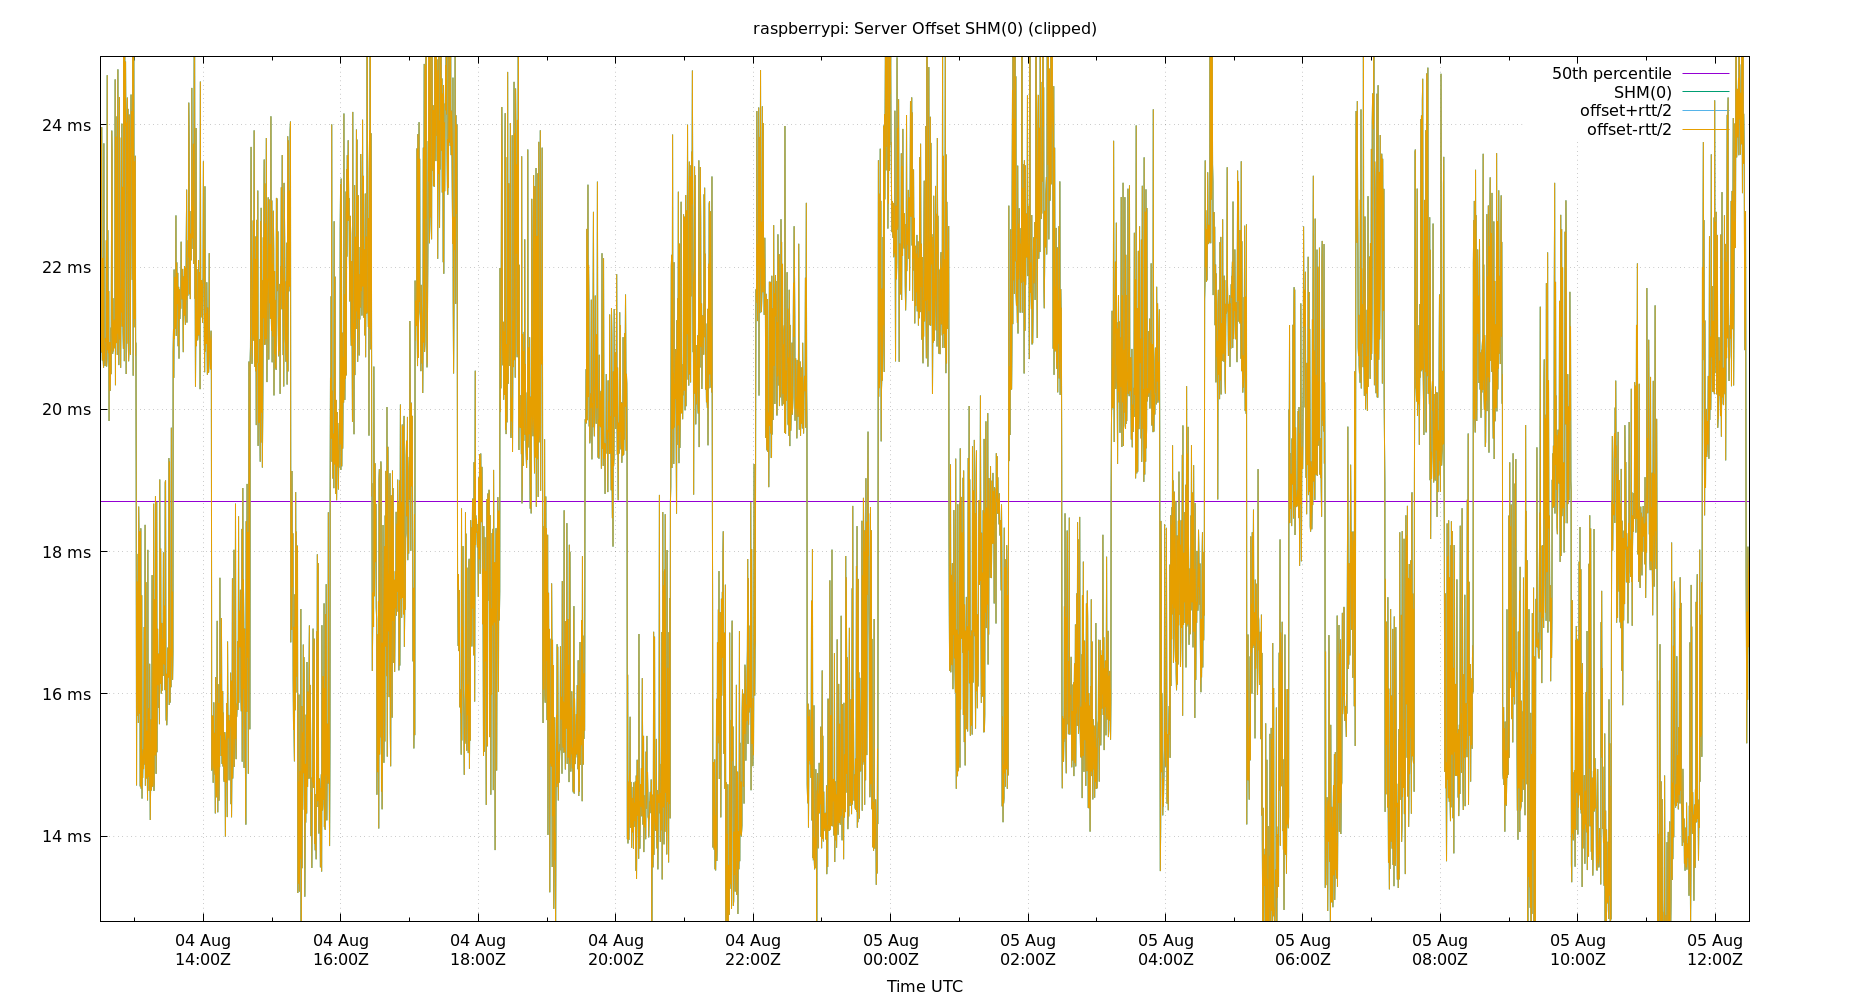 raspberrypi: Server Offset SHM(0) (clipped)
50th percentile
SHM(0)
offset+rtt/2
offset-rtt/2
24 ms
22 ms
20 ms
18 ms
16 ms
14 ms
04 Aug 04 Aug 04 Aug 04 Aug 04 Aug 05 Aug 05 Aug 05 Aug 05 Aug 05 Aug 05 Aug 05 Aug
14:00Z 16:00Z 18:00Z 20:00Z 22:00Z 00:00Z 02:00Z 04:00Z 06:00Z 08:00Z 10:00Z 12:00Z
Time UTC